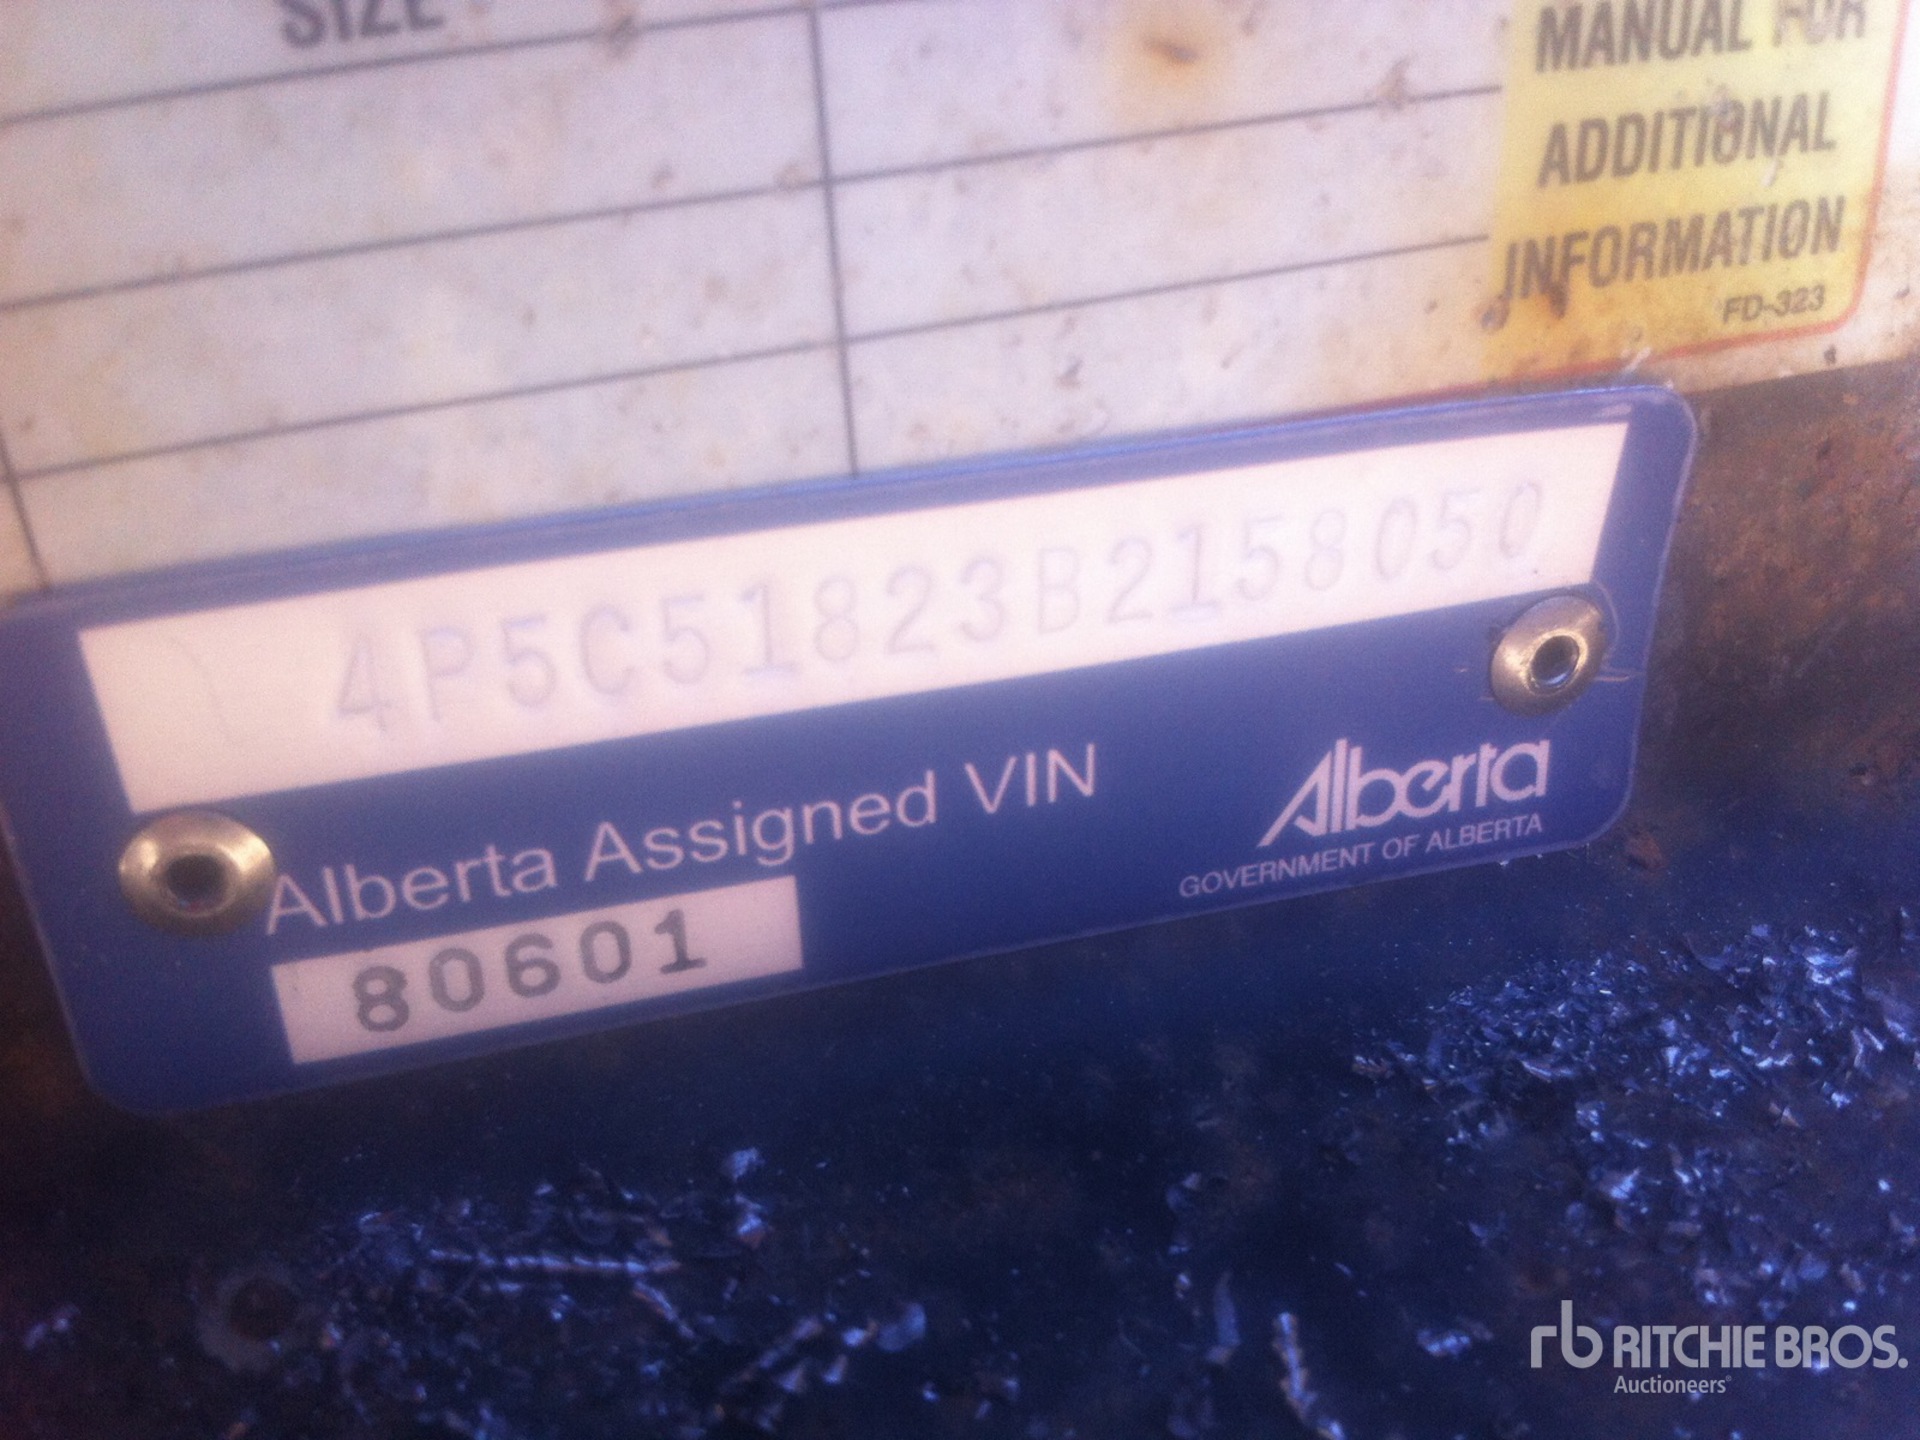 SIZE
MANUAL FOR
ADDITIONAL
INFORMATION
FD-323
4P5C51823B2158050
Alberta Assigned VIN
80601
Alberta
GOVERNMENT OF ALBERTA
rb RITCHIE BROS.
Auctioneers